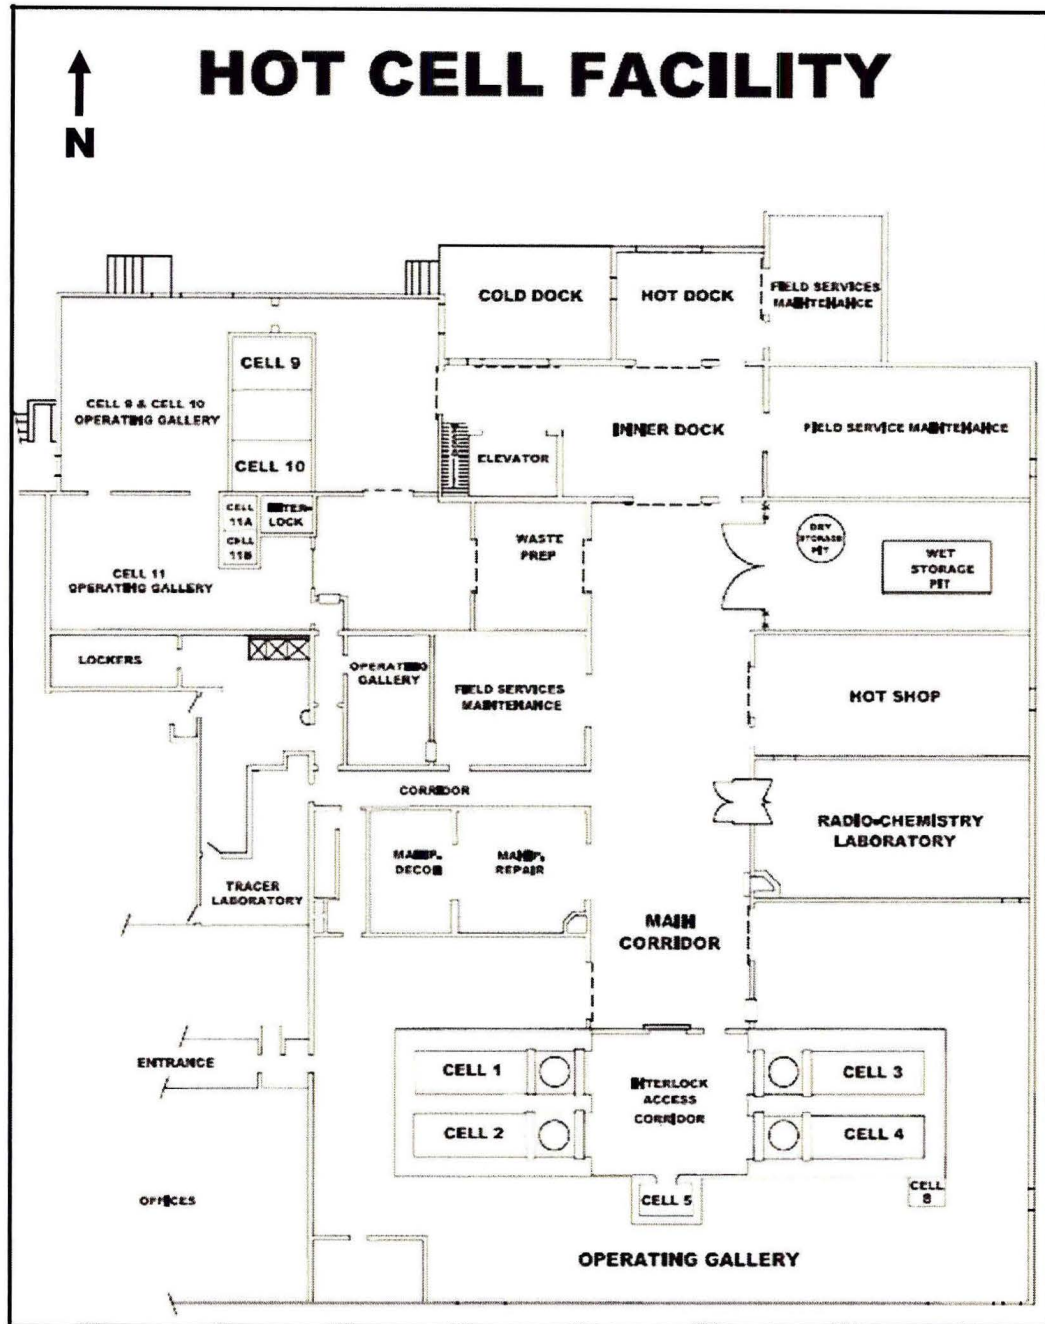 HOT CELL FACILITY
N
COLD DOCK
HOT DOCK
FIELD SERVICES
MAINTENANCE
CELL 9
CELL 9 & CELL 10
OPERATING GALLERY
CELL 10
ELEVATOR
INNER DOCK
FIELD SERVICE MAINTENANCE
CELL
11A
INTER-
LOCK
CELL
11B
WASTE
PREP
DRY
STORAGE
PIT
WET
STORAGE
PIT
CELL 11
OPERATING GALLERY
LOCKERS
OPERATING
GALLERY
FIELD SERVICES
MAINTENANCE
HOT SHOP
CORRIDOR
RADIO-CHEMISTRY
LABORATORY
MANIP.
DECON
MANIP.
REPAIR
TRACER
LABORATORY
MAIN
CORRIDOR
ENTRANCE
CELL 1
INTERLOCK
ACCESS
CORRIDOR
CELL 3
CELL 2
CELL 4
OFFICES
CELL 5
CELL
8
OPERATING GALLERY